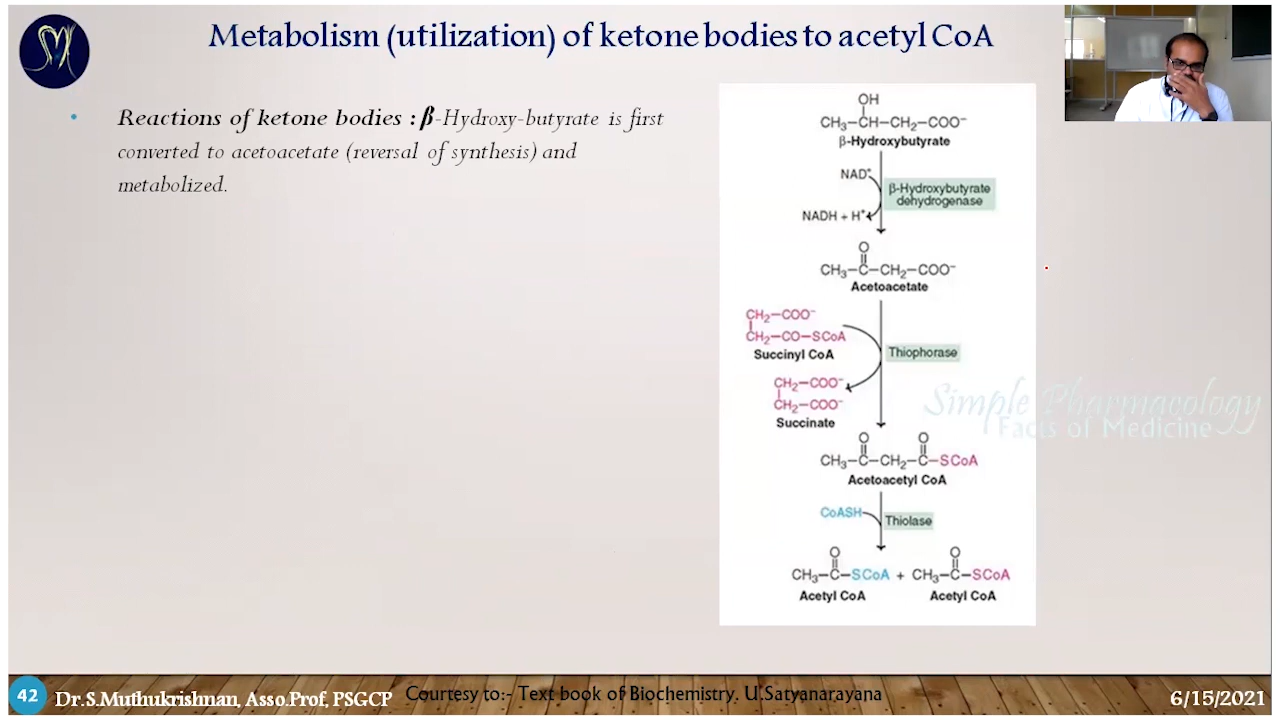 Metabolism (utilization) of ketone bodies to acetyl CoA
• Reactions of ketone bodies : β-Hydroxy-butyrate is first
converted to acetoacetate (reversal of synthesis) and
metabolized.
OH
CH₃–CH–CH₂–COO⁻
β-Hydroxybutyrate
NAD⁺
β-Hydroxybutyrate
dehydrogenase
NADH + H⁺
O
CH₃–C–CH₂–COO⁻
Acetoacetate
CH₂–COO⁻
CH₂–CO–SCoA
Succinyl CoA
Thiophorase
CH₂–COO⁻
CH₂–COO⁻
Succinate
Simple Pharmacology
Facts of Medicine
O O
CH₃–C–CH₂–C–SCoA
Acetoacetyl CoA
CoASH
Thiolase
O O
CH₃–C–SCoA + CH₃–C–SCoA
Acetyl CoA Acetyl CoA
42 Dr.S.Muthukrishnan, Asso.Prof, PSGCP Courtesy to:- Text book of Biochemistry. U.Satyanarayana 6/15/2021